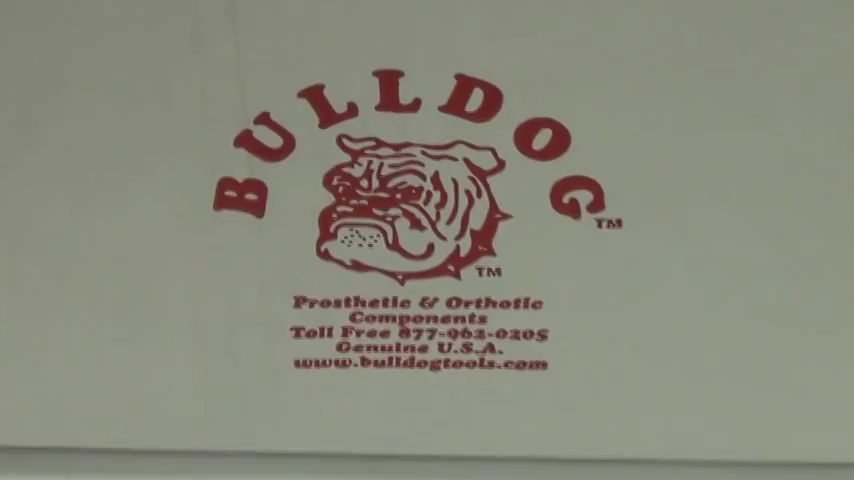 BULLDOG™
™
Prosthetic & Orthotic
Components
Toll Free 877-962-0205
Genuine U.S.A.
www.bulldogtools.com